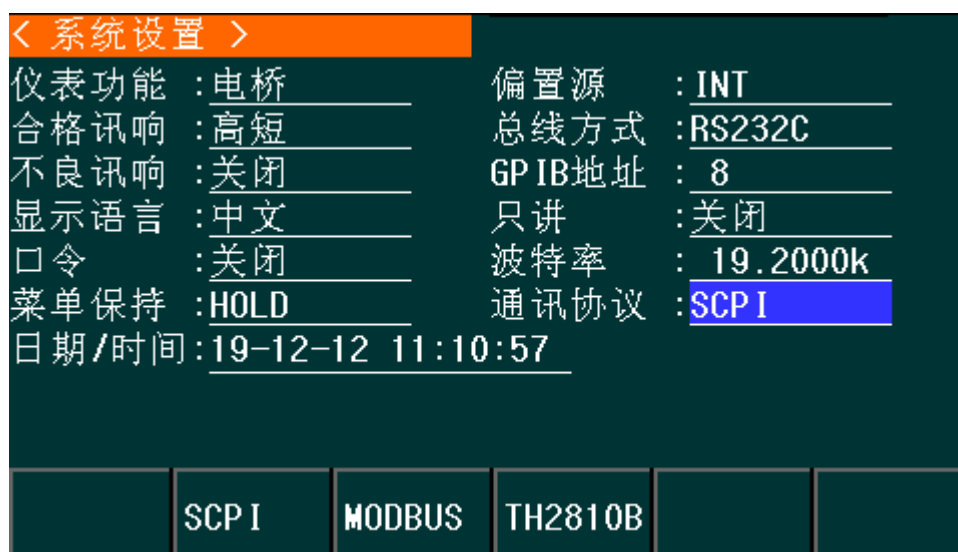 < 系统设置 >
仪表功能 :电桥 偏置源 : INT
合格讯响 :高短 总线方式 :RS232C
不良讯响 :关闭 GPIB地址 : 8
显示语言 :中文 只讲 :关闭
口令 :关闭 波特率 : 19.2000k
菜单保持 :HOLD 通讯协议 :SCPI
日期/时间:19-12-12 11:10:57
SCPI MODBUS TH2810B